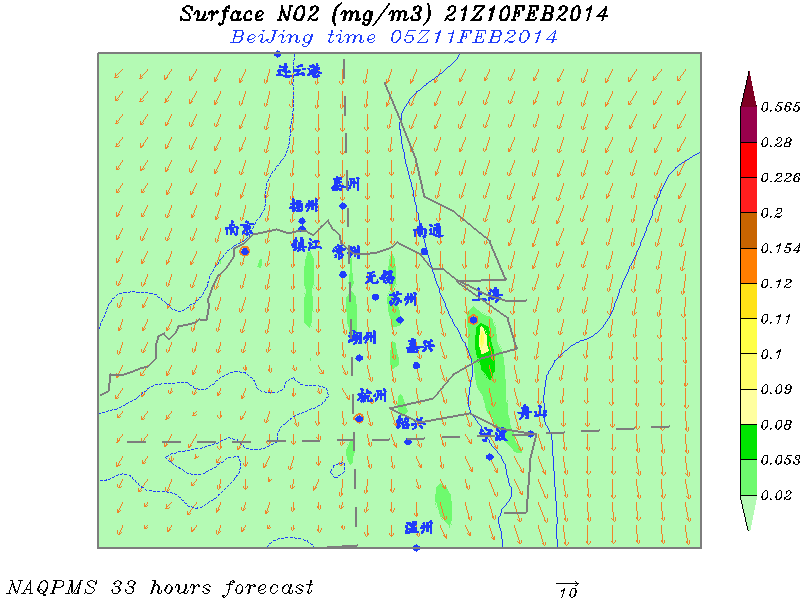 Surface NO2 (mg/m3) 21Z10FEB2014
BeiJing time 05Z11FEB2014
连云港
泰州
扬州
南京
镇江
南通
常州
无锡
上海
苏州
湖州
嘉兴
杭州
舟山
绍兴
宁波
温州
0.565
0.28
0.226
0.2
0.154
0.12
0.11
0.1
0.09
0.08
0.053
0.02
NAQPMS 33 hours forecast
10